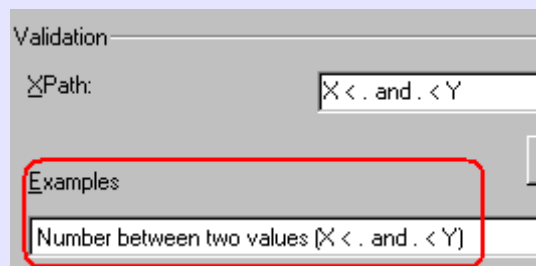 Validation
XPath:
X < . and . < Y
Examples
Number between two values (X < . and . < Y)